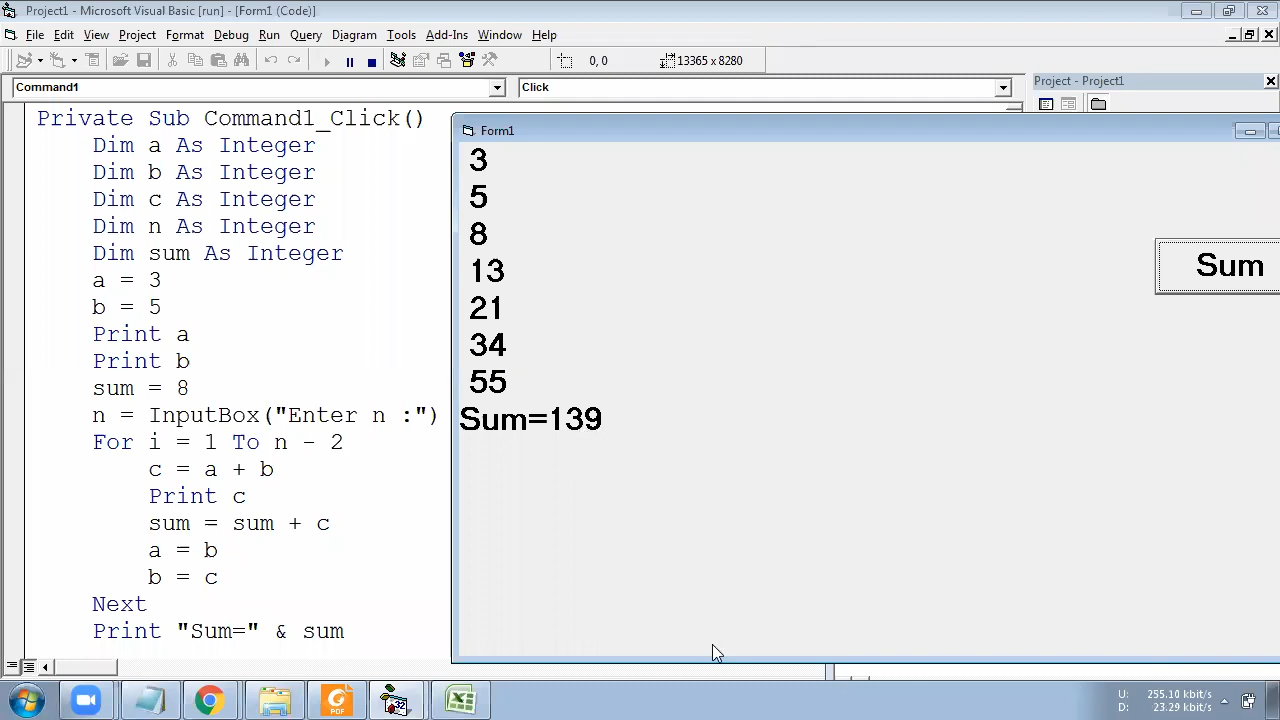 Project1 - Microsoft Visual Basic [run] - [Form1 (Code)]
File Edit View Project Format Debug Run Query Diagram Tools Add-Ins Window Help
0, 0 13365 x 8280
Command1 Click
Project - Project1
Private Sub Command1_Click()
Dim a As Integer
Dim b As Integer
Dim c As Integer
Dim n As Integer
Dim sum As Integer
a = 3
b = 5
Print a
Print b
sum = 8
n = InputBox("Enter n :")
For i = 1 To n - 2
c = a + b
Print c
sum = sum + c
a = b
b = c
Next
Print "Sum=" & sum
Form1
3
5
8
13
21
34
55
Sum=139
Sum
PDF
32
U: 255.10 kbit/s
D: 23.29 kbit/s